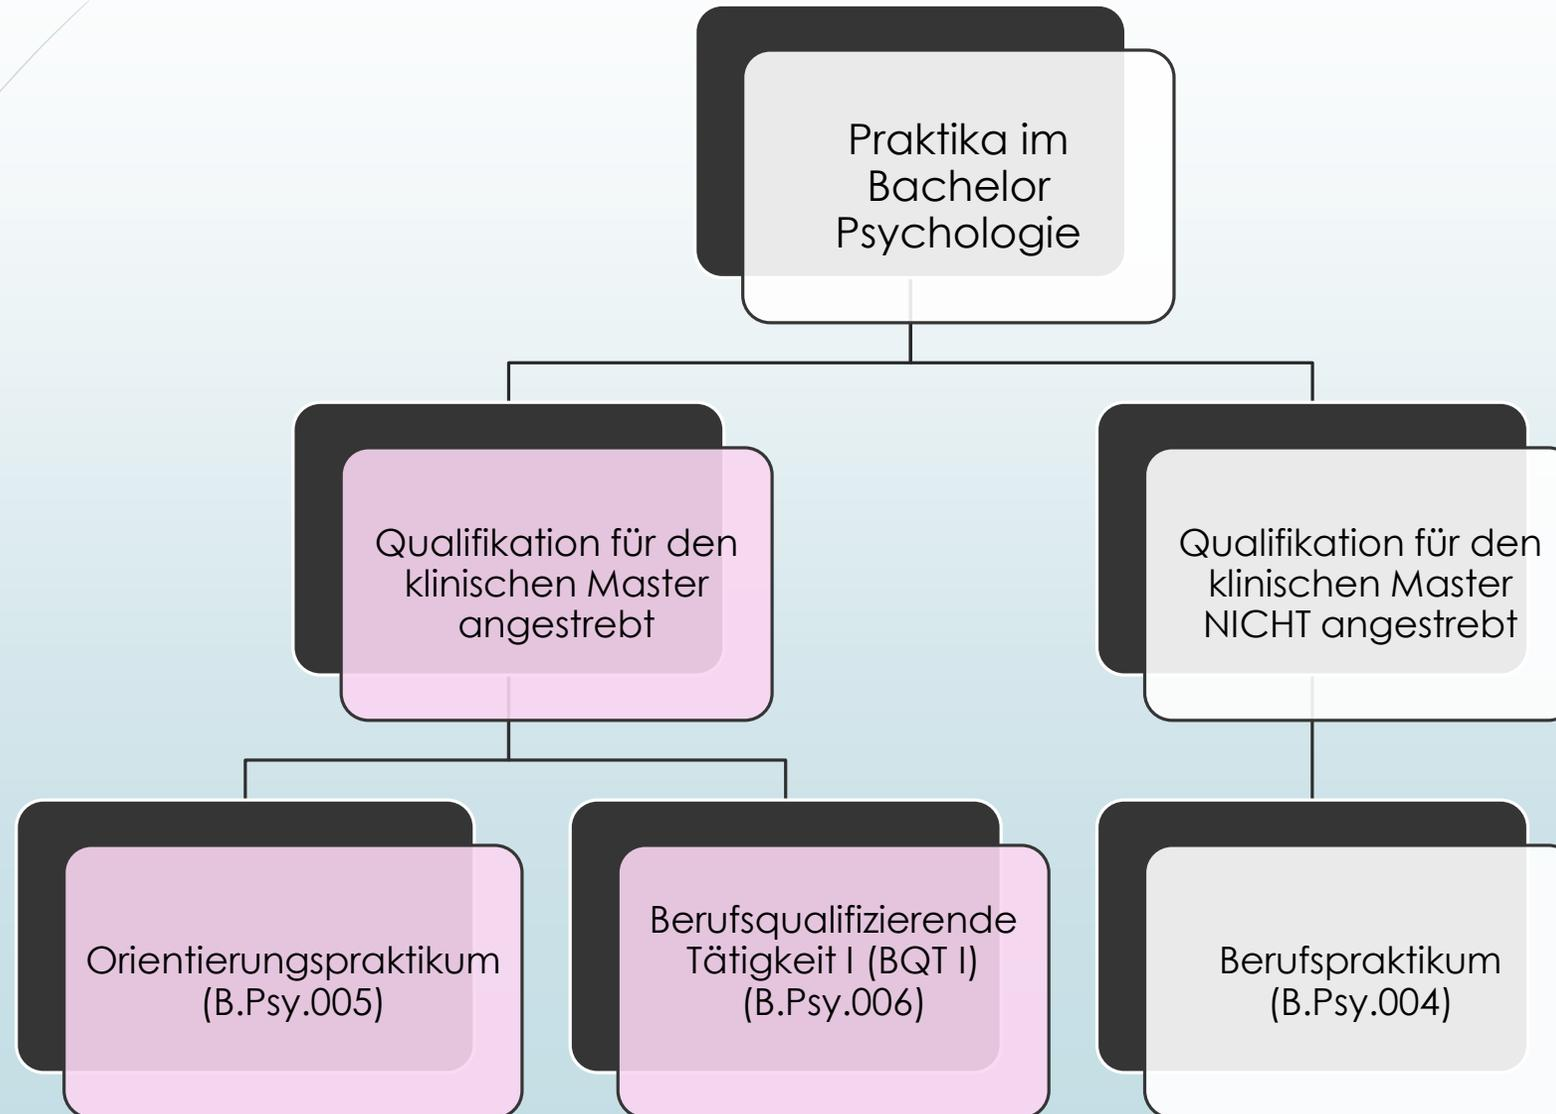 Praktika im
Bachelor
Psychologie
Qualifikation für den
klinischen Master
angestrebt
Qualifikation für den
klinischen Master
NICHT angestrebt
Orientierungspraktikum
(B.Psy.005)
Berufsqualifizierende
Tätigkeit I (BQT I)
(B.Psy.006)
Berufspraktikum
(B.Psy.004)